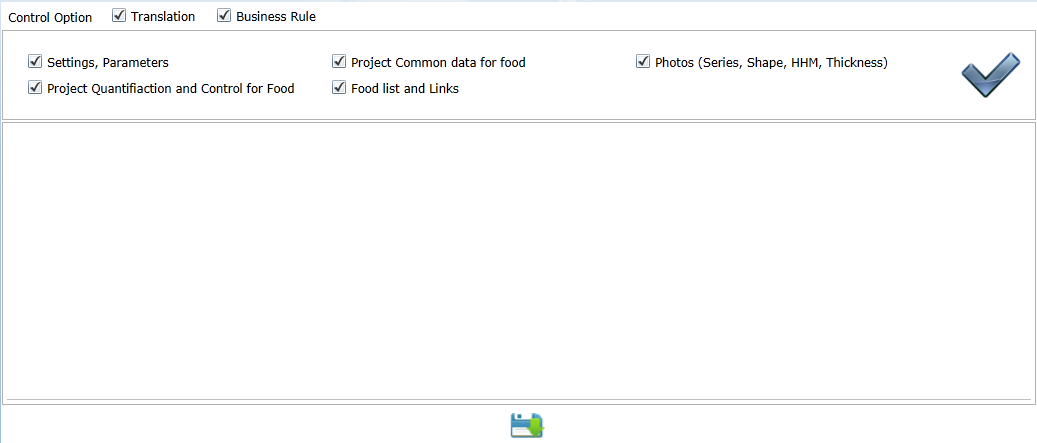 Control Option Translation Business Rule
Settings, Parameters Project Common data for food Photos (Series, Shape, HHM, Thickness)
Project Quantifiaction and Control for Food Food list and Links